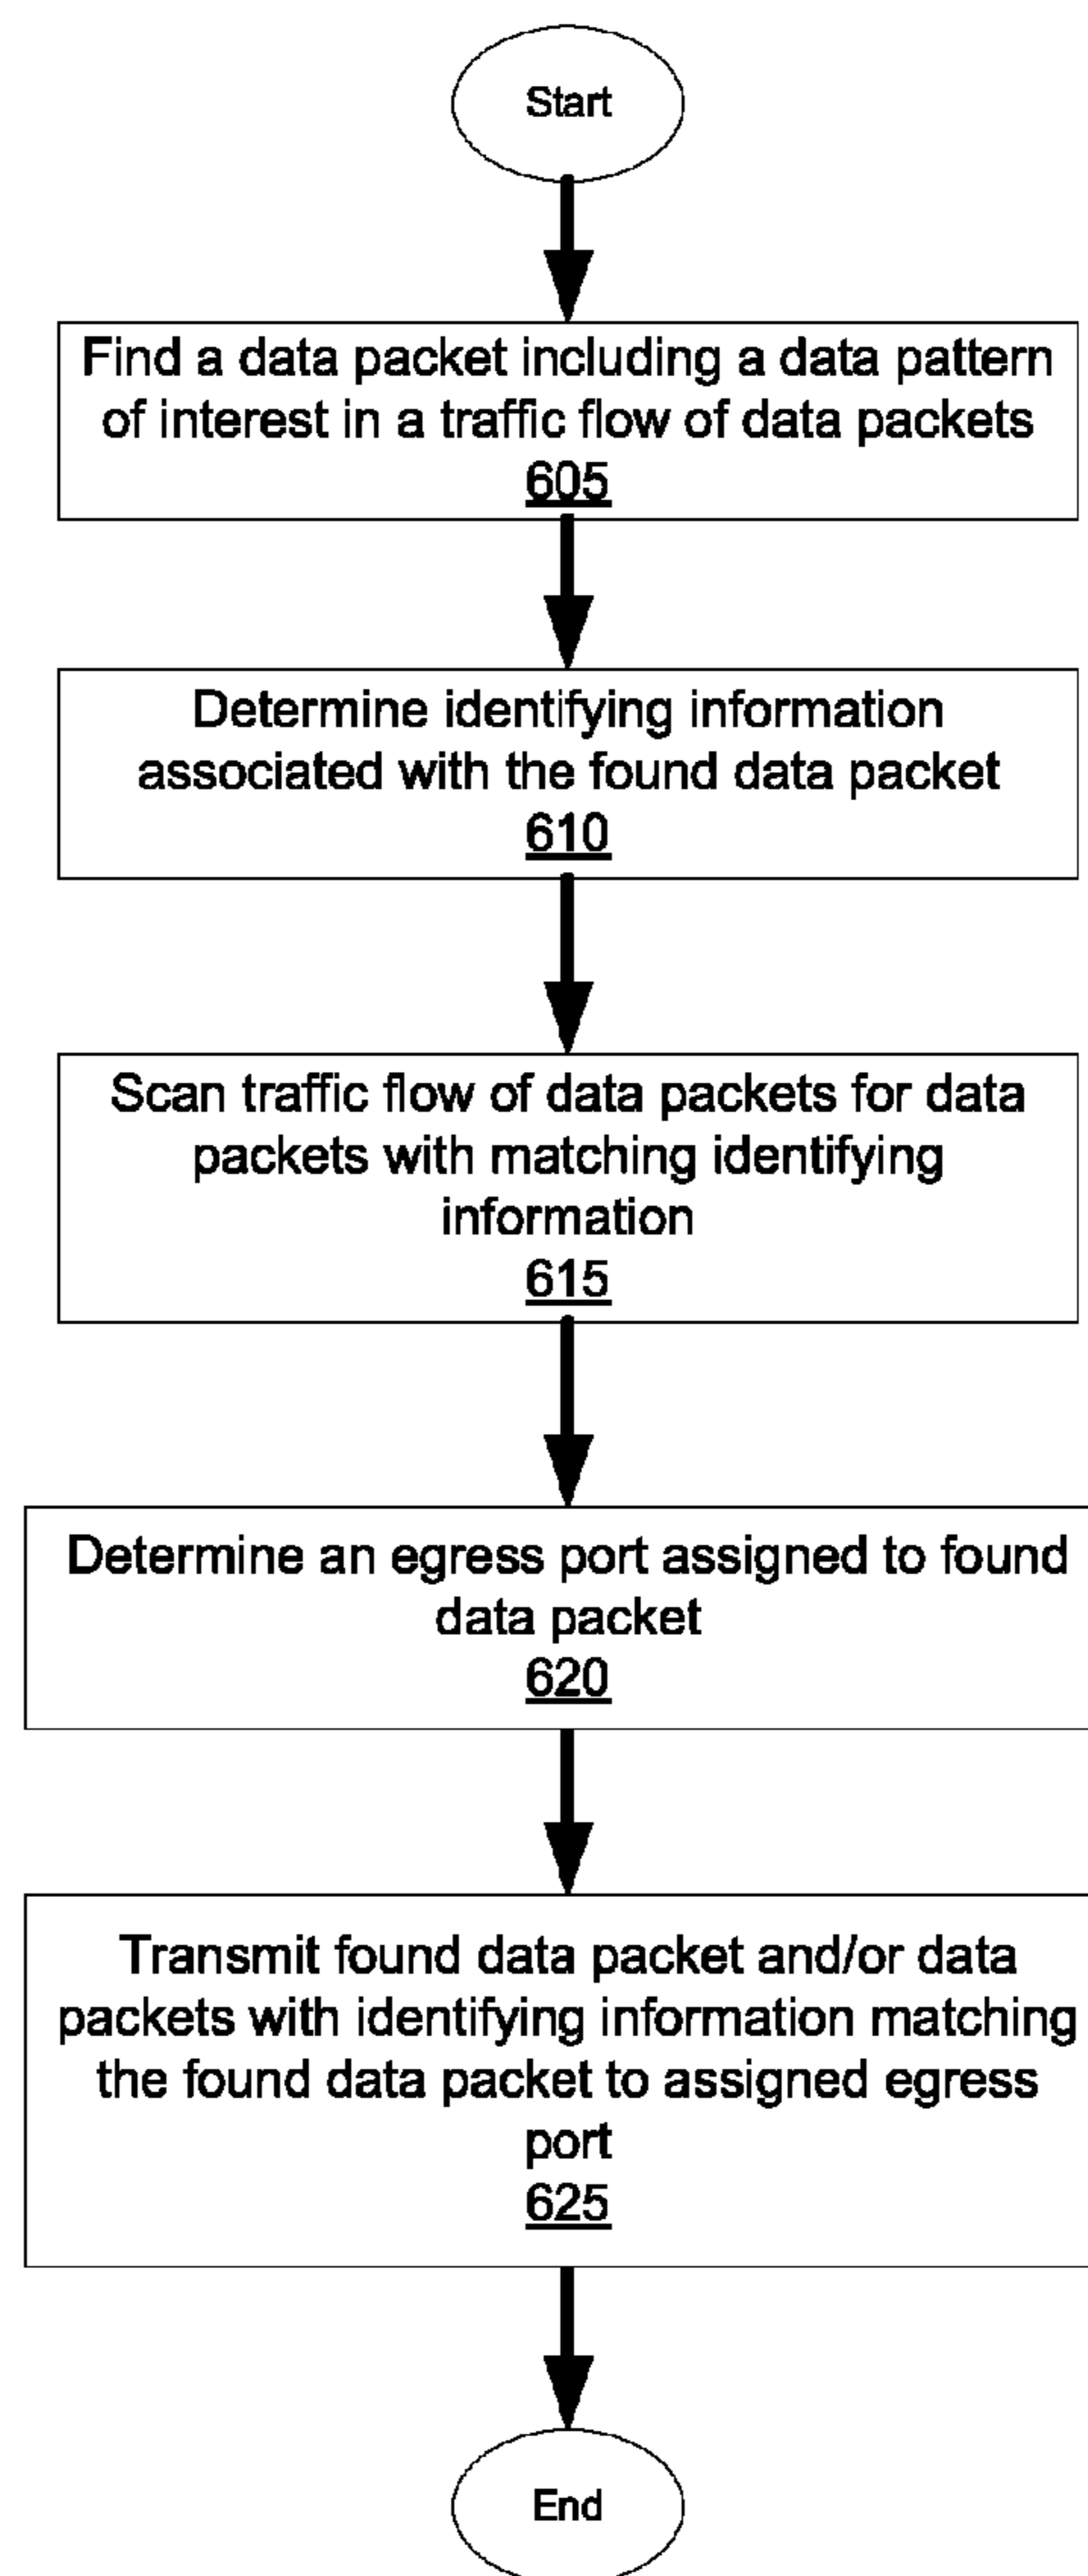 Start
Find a data packet including a data pattern
of interest in a traffic flow of data packets
605
Determine identifying information
associated with the found data packet
610
Scan traffic flow of data packets for data
packets with matching identifying
information
615
Determine an egress port assigned to found
data packet
620
Transmit found data packet and/or data
packets with identifying information matching
the found data packet to assigned egress
port
625
End